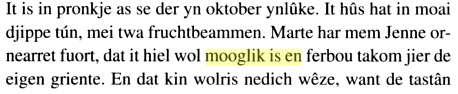 It is in pronkje as se der yn oktober ynlûke. It hûs hat in moai
djippe tún, mei twa fruchtbeammen. Marte har mem Jenne or-
nearret fuort, dat it hiel wol mooglik is en ferbou takom jier de
eigen griente. En dat kin wolris nedich wêze, want de tastân